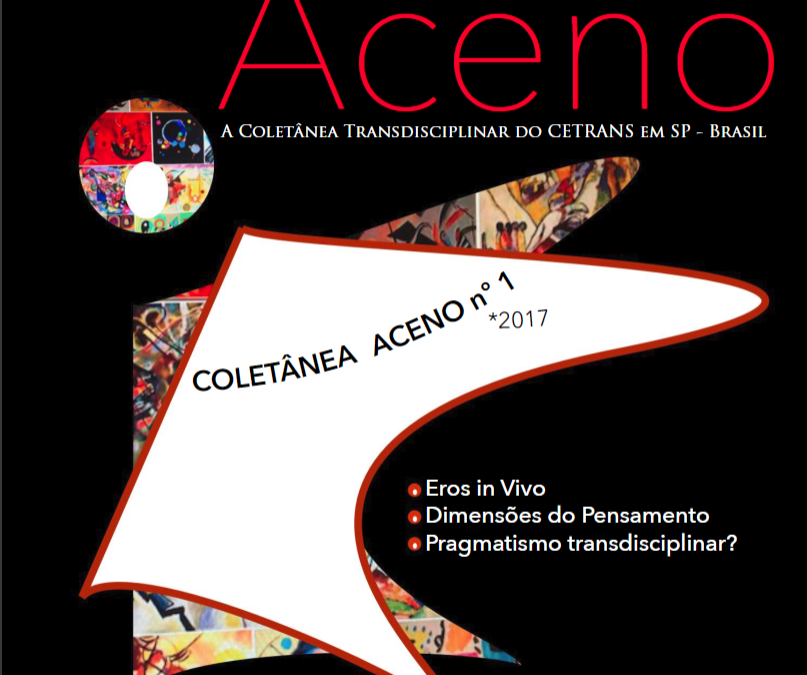 Aceno
A Coletânea Transdisciplinar do CETRANS em SP - Brasil
COLETÂNEA ACENO nº 1
*2017
Eros in Vivo
Dimensões do Pensamento
Pragmatismo transdisciplinar?